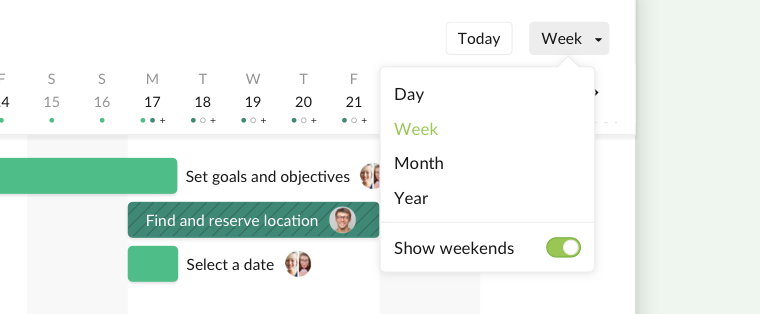 Today Week
F S S M T W T F
4 15 16 17 18 19 20 21
+ + + + +
Day
Week
Month
Year
Show weekends
Set goals and objectives
Find and reserve location
Select a date